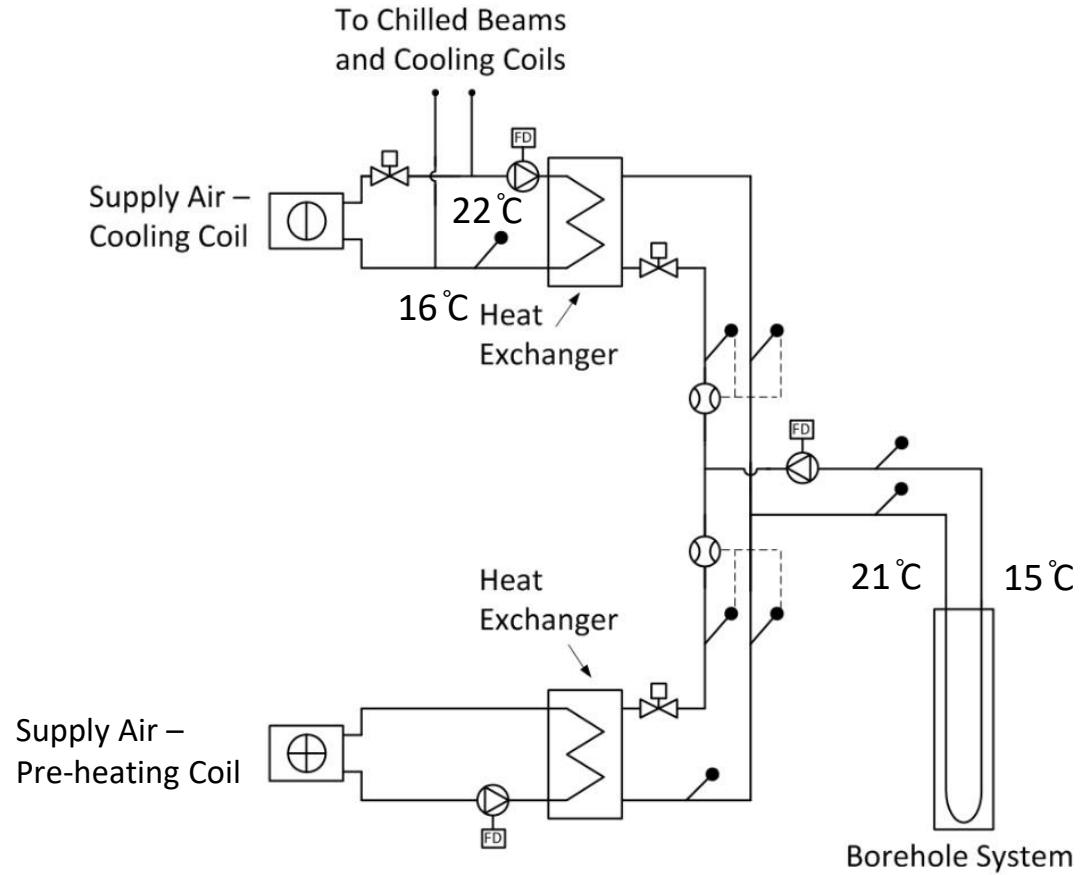 To Chilled Beams
and Cooling Coils
FD
Supply Air –
Cooling Coil
22 °C
16 °C
Heat
Exchanger
FD
21 °C
15 °C
Heat
Exchanger
Supply Air –
Pre-heating Coil
FD
Borehole System